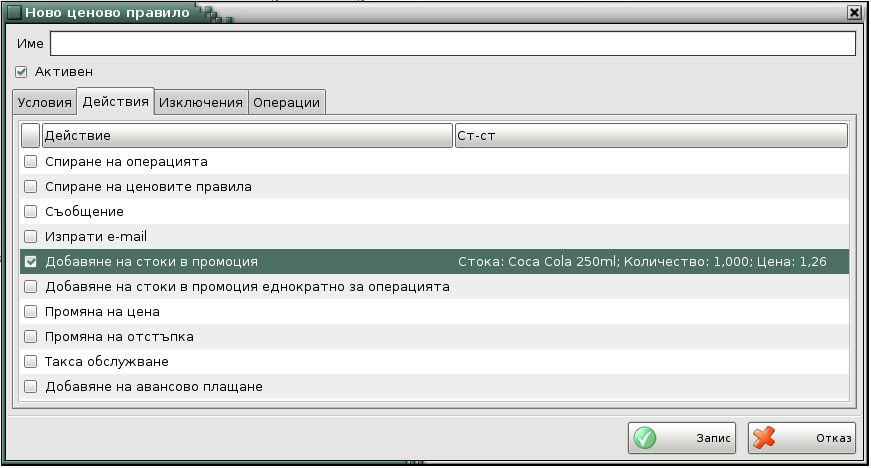 Ново ценово правило
Име
Активен
Условия Действия Изключения Операции
Действие Ст-ст
Спиране на операцията
Спиране на ценовите правила
Съобщение
Изпрати e-mail
Добавяне на стоки в промоция Стока: Coca Cola 250ml; Количество: 1,000; Цена: 1,26
Добавяне на стоки в промоция еднократно за операцията
Промяна на цена
Промяна на отстъпка
Такса обслужване
Добавяне на авансово плащане
Запис Отказ